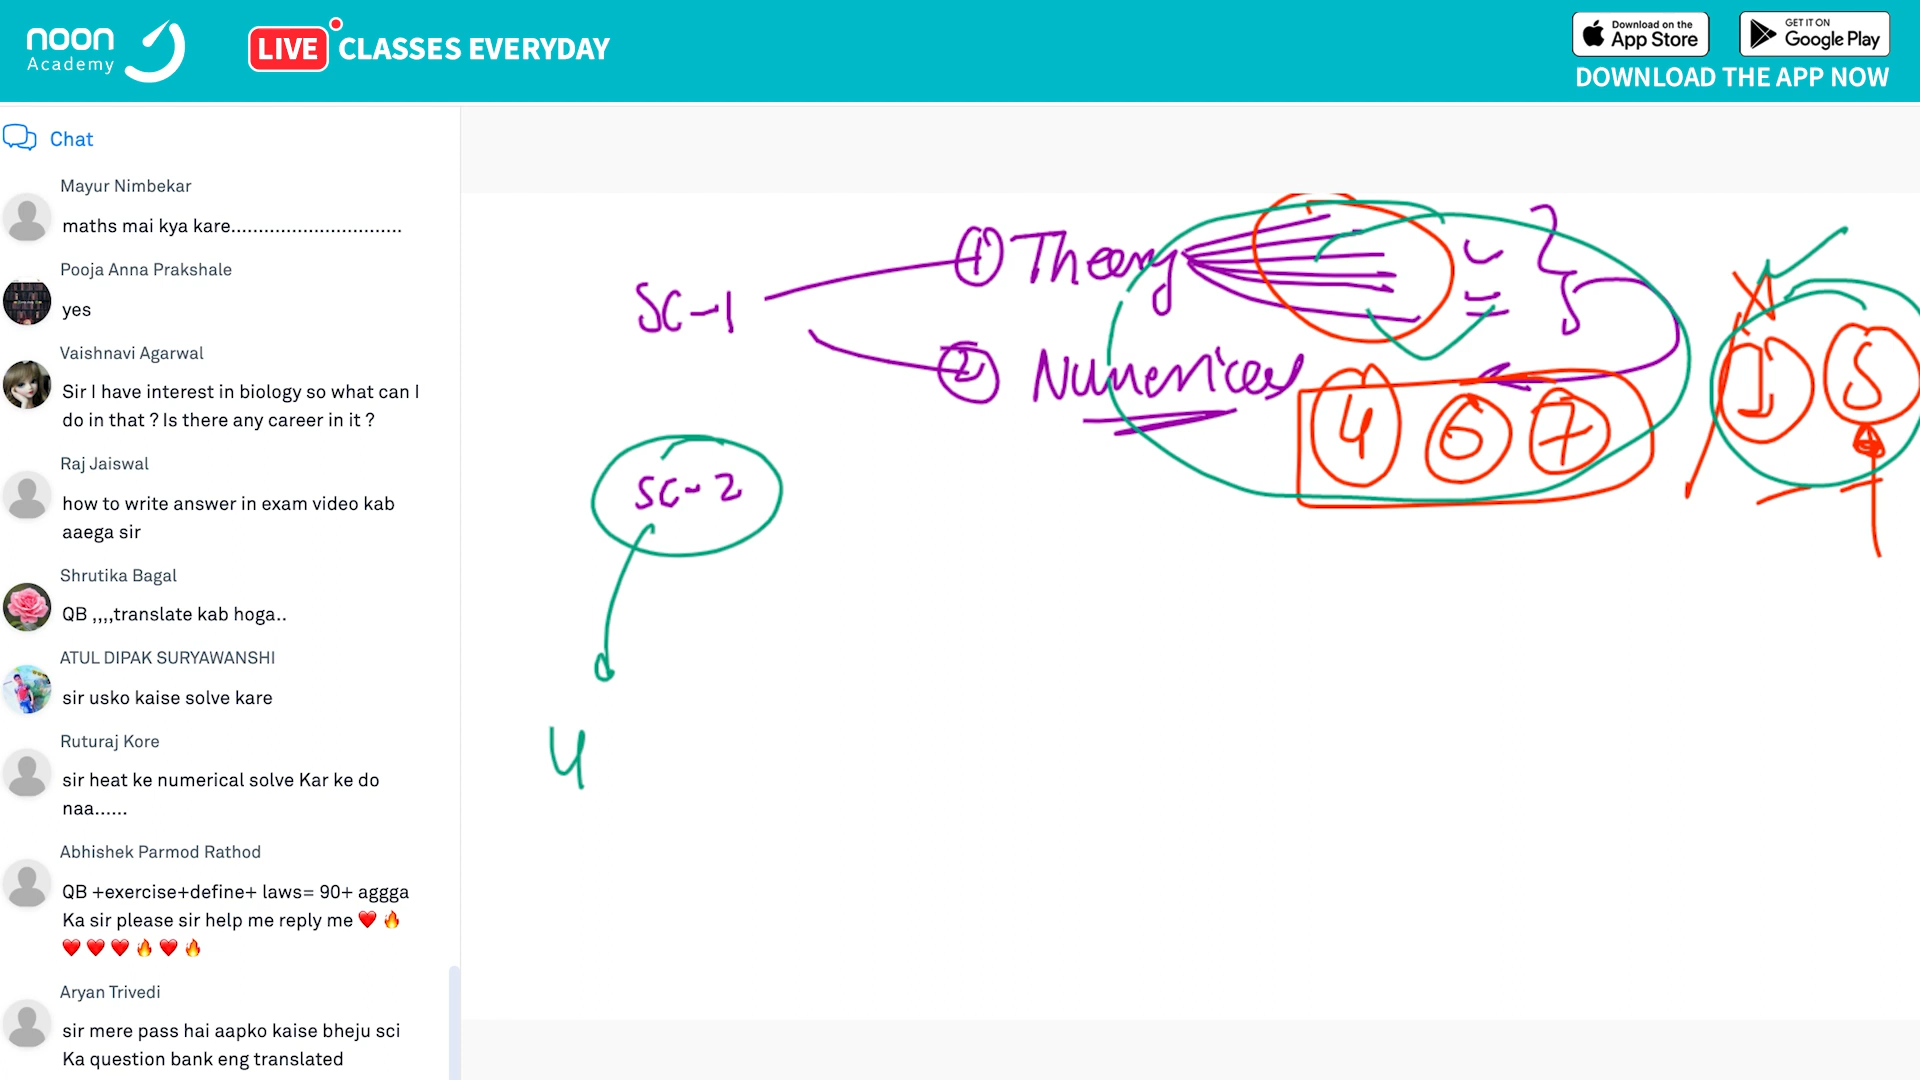 noon
Academy
LIVE CLASSES EVERYDAY
Download on the
App Store
GET IT ON
Google Play
DOWNLOAD THE APP NOW
Chat
Mayur Nimbekar
maths mai kya kare...............................
Pooja Anna Prakshale
yes
Vaishnavi Agarwal
Sir I have interest in biology so what can I
do in that ? Is there any career in it ?
Raj Jaiswal
how to write answer in exam video kab
aaega sir
Shrutika Bagal
QB ,,,,translate kab hoga..
ATUL DIPAK SURYAWANSHI
sir usko kaise solve kare
Ruturaj Kore
sir heat ke numerical solve Kar ke do
naa......
Abhishek Parmod Rathod
QB +exercise+define+ laws= 90+ aggga
Ka sir please sir help me reply me ❤️ 🔥
❤️ ❤️ ❤️ 🔥 ❤️ 🔥
Aryan Trivedi
sir mere pass hai aapko kaise bheju sci
Ka question bank eng translated
SC-1
① Theory
② Numericals
4 6 7
1 5
SC-2
4